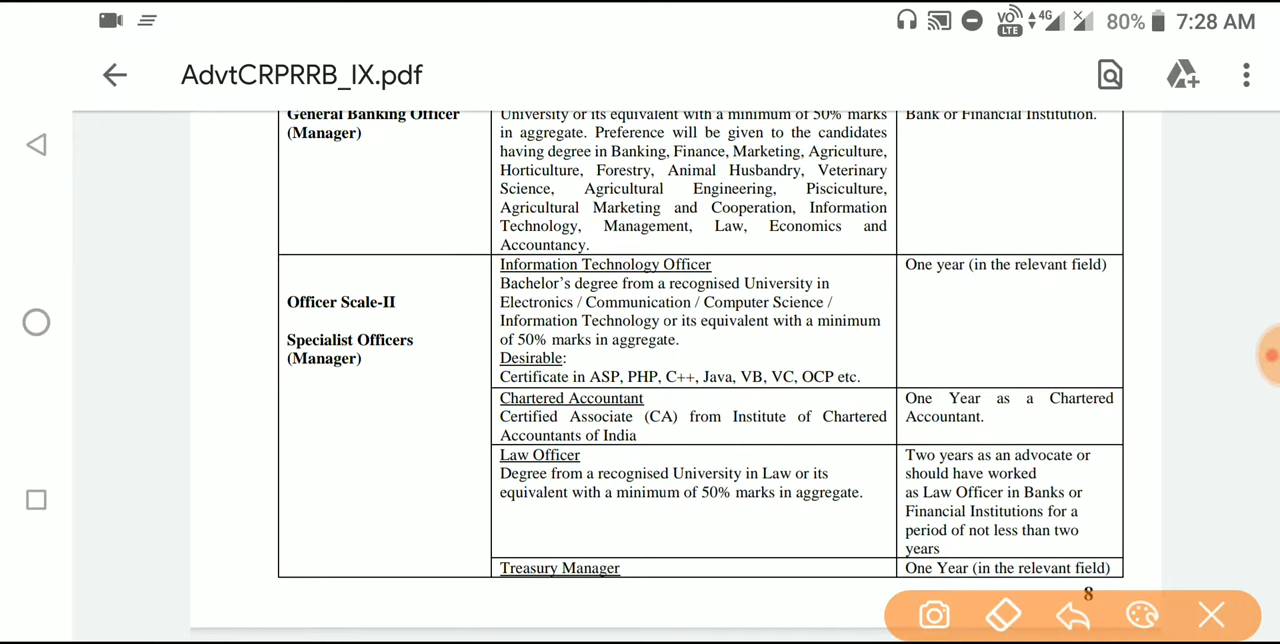 VO LTE 4G 80% 7:28 AM
AdvtCRPRRB_IX.pdf
General Banking Officer
(Manager)
University or its equivalent with a minimum of 50% marks
in aggregate. Preference will be given to the candidates
having degree in Banking, Finance, Marketing, Agriculture,
Horticulture, Forestry, Animal Husbandry, Veterinary
Science, Agricultural Engineering, Pisciculture,
Agricultural Marketing and Cooperation, Information
Technology, Management, Law, Economics and
Accountancy.
Bank or Financial Institution.
Officer Scale-II
Specialist Officers
(Manager)
Information Technology Officer
Bachelor’s degree from a recognised University in
Electronics / Communication / Computer Science /
Information Technology or its equivalent with a minimum
of 50% marks in aggregate.
Desirable:
Certificate in ASP, PHP, C++, Java, VB, VC, OCP etc.
One year (in the relevant field)
Chartered Accountant
Certified Associate (CA) from Institute of Chartered
Accountants of India
One Year as a Chartered
Accountant.
Law Officer
Degree from a recognised University in Law or its
equivalent with a minimum of 50% marks in aggregate.
Two years as an advocate or
should have worked
as Law Officer in Banks or
Financial Institutions for a
period of not less than two
years
Treasury Manager
One Year (in the relevant field)
8